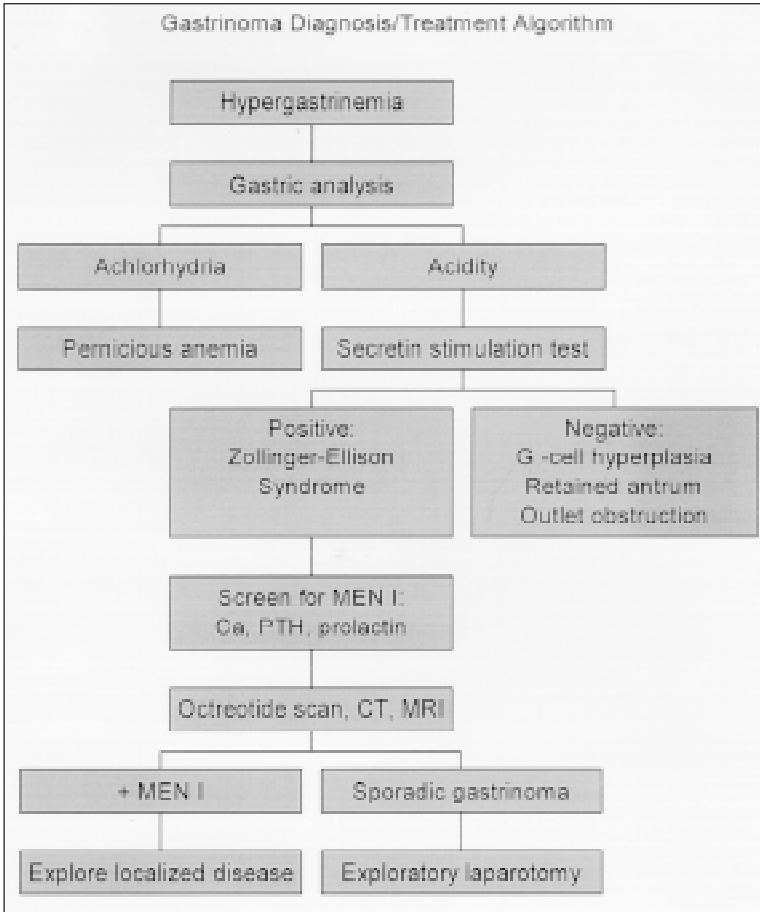 Gastrinoma Diagnosis/Treatment Algorithm
Hypergastrinemia
Gastric analysis
Achlorhydria
Acidity
Pernicious anemia
Secretin stimulation test
Positive:
Zollinger-Ellison
Syndrome
Negative:
G -cell hyperplasia
Retained antrum
Outlet obstruction
Screen for MEN I:
Ca, PTH, prolactin
Octreotide scan, CT, MRI
+ MEN I
Sporadic gastrinoma
Explore localized disease
Exploratory laparotomy